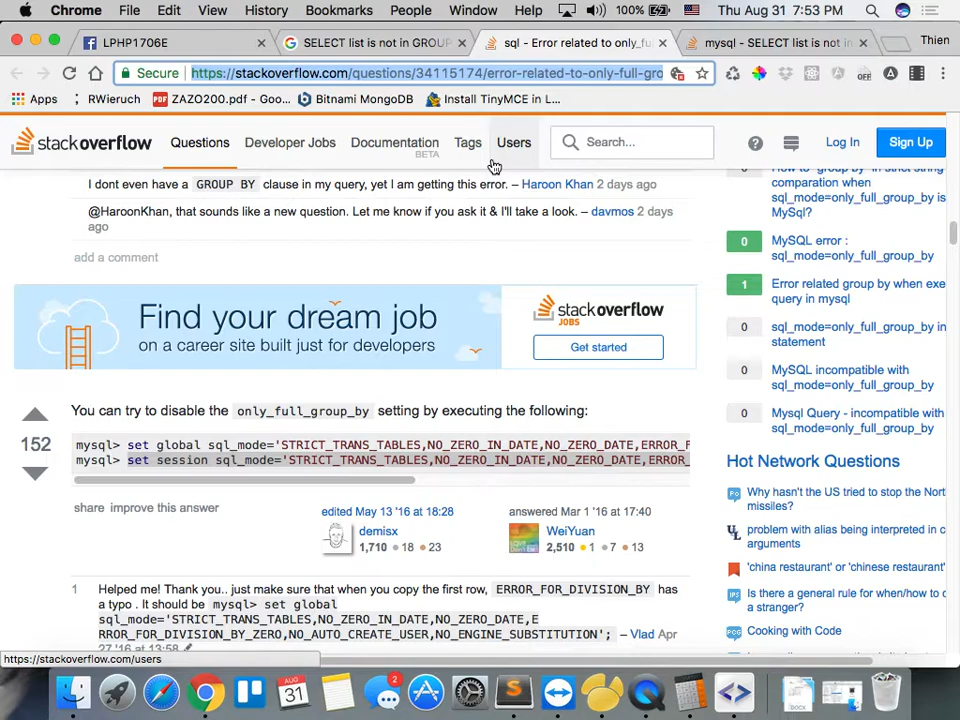 Chrome File Edit View History Bookmarks People Window Help 100% Thu Aug 31 7:53 PM
LPHP1706E SELECT list is not in GROUP sql - Error related to only_ful mysql - SELECT list is not in Thien
Secure https://stackoverflow.com/questions/34115174/error-related-to-only-full-gro
Apps RWieruch ZAZO200.pdf - Goo... Bitnami MongoDB Install TinyMCE in L...
stackoverflow Questions Developer Jobs Documentation Tags Users Search... Log In Sign Up
BETA
I dont even have a GROUP BY clause in my query, yet I am getting this error. – Haroon Khan 2 days ago
@HaroonKhan, that sounds like a new question. Let me know if you ask it & I'll take a look. – davmos 2 days
ago
add a comment
Find your dream job
on a career site built just for developers
stackoverflow
JOBS
Get started
You can try to disable the only_full_group_by setting by executing the following:
152
mysql> set global sql_mode='STRICT_TRANS_TABLES,NO_ZERO_IN_DATE,NO_ZERO_DATE,ERROR_F
mysql> set session sql_mode='STRICT_TRANS_TABLES,NO_ZERO_IN_DATE,NO_ZERO_DATE,ERROR_
share improve this answer
edited May 13 '16 at 18:28
demisx
1,710 18 23
answered Mar 1 '16 at 17:40
WeiYuan
2,510 1 7 13
1 Helped me! Thank you.. just make sure that when you copy the first row, ERROR_FOR_DIVISION_BY has
a typo . It should be mysql> set global
sql_mode='STRICT_TRANS_TABLES,NO_ZERO_IN_DATE,NO_ZERO_DATE,E
RROR_FOR_DIVISION_BY_ZERO,NO_AUTO_CREATE_USER,NO_ENGINE_SUBSTITUTION'; – Vlad Apr
27 '16 at 13:58
0 How to "group by" in strict string
comparation when
sql_mode=only_full_group_by is
MySql?
0 MySQL error :
sql_mode=only_full_group_by
1 Error related group by when exe
query in mysql
0 sql_mode=only_full_group_by in
statement
0 MySQL incompatible with
sql_mode=only_full_group_by
0 Mysql Query - incompatible with
sql_mode=only_full_group_by
Hot Network Questions
Why hasn't the US tried to stop the Nort
missiles?
problem with alias being interpreted in c
arguments
'china restaurant' or 'chinese restaurant'
Is there a general rule for when/how to c
a stranger?
Cooking with Code
https://stackoverflow.com/users
AUG
31